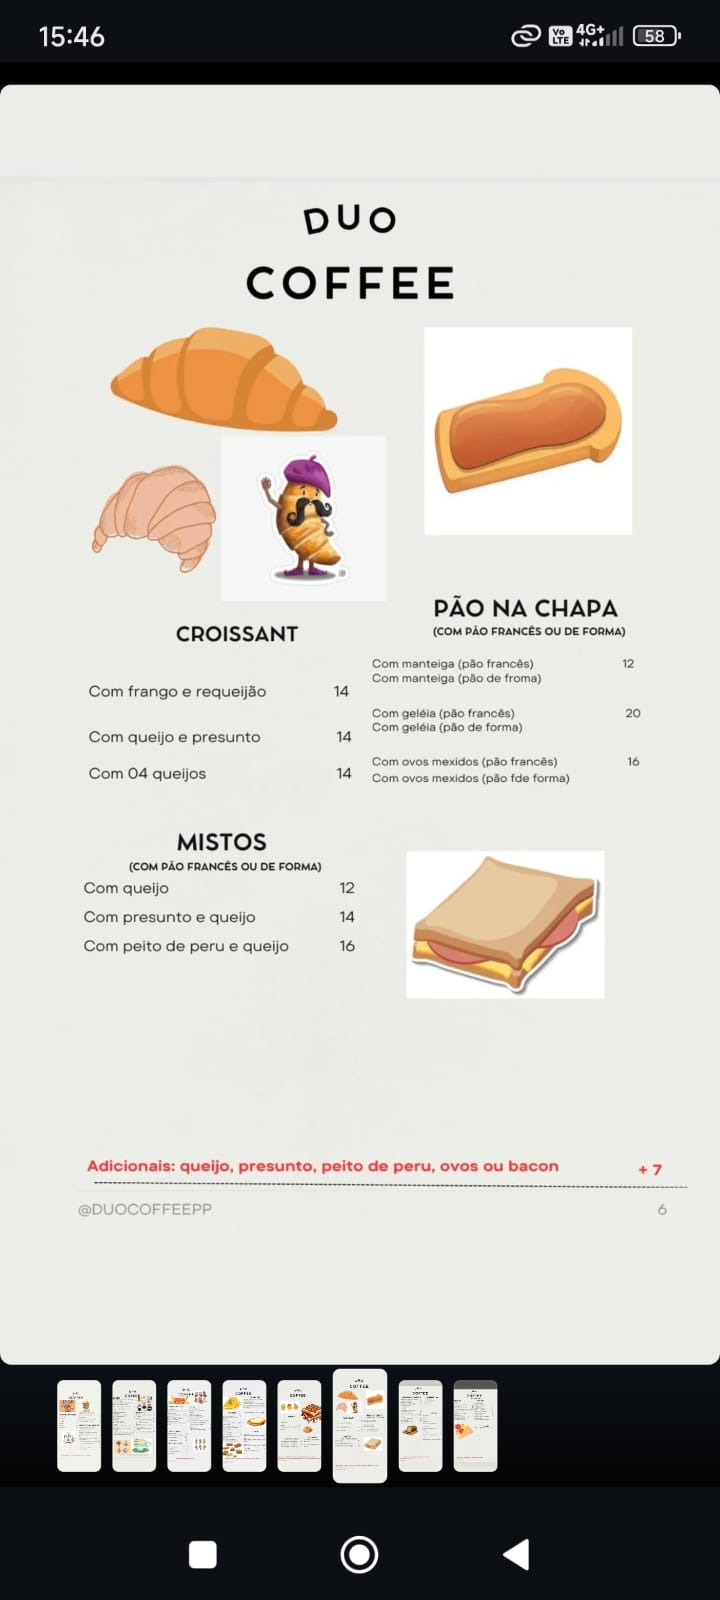 15:46
Vo LTE 4G+ 58
DUO
COFFEE
CROISSANT
Com frango e requeijão 14
Com queijo e presunto 14
Com 04 queijos 14
PÃO NA CHAPA
(COM PÃO FRANCÊS OU DE FORMA)
Com manteiga (pão francês) 12
Com manteiga (pão de froma)
Com geléia (pão francês) 20
Com geléia (pão de forma)
Com ovos mexidos (pão francês) 16
Com ovos mexidos (pão fde forma)
MISTOS
(COM PÃO FRANCÊS OU DE FORMA)
Com queijo 12
Com presunto e queijo 14
Com peito de peru e queijo 16
Adicionais: queijo, presunto, peito de peru, ovos ou bacon + 7
@DUOCOFFEEPP 6